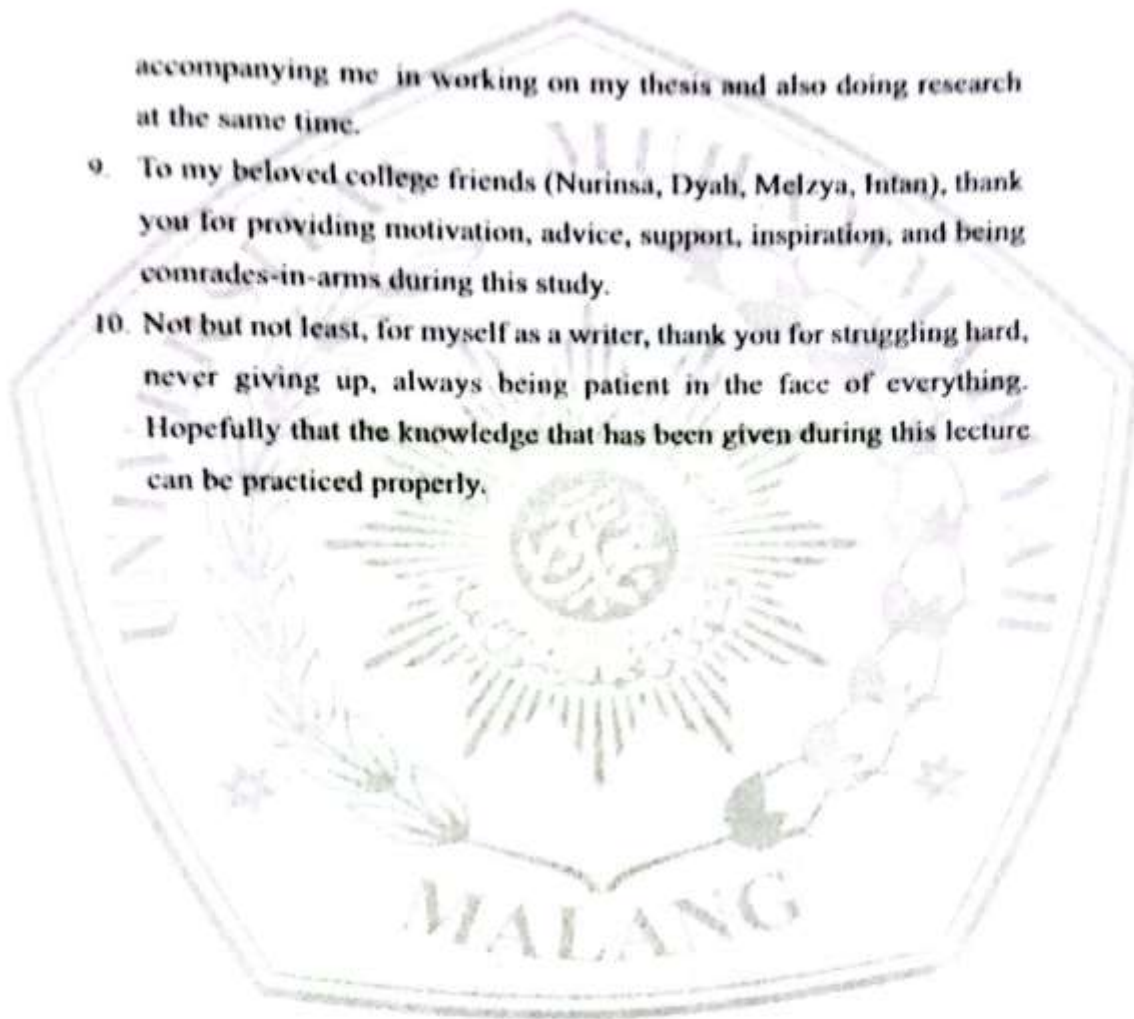 accompanying me in working on my thesis and also doing research
at the same time.
9. To my beloved college friends (Nurinsa, Dyah, Melzya, Intan), thank
you for providing motivation, advice, support, inspiration, and being
comrades-in-arms during this study.
10. Not but not least, for myself as a writer, thank you for struggling hard,
never giving up, always being patient in the face of everything.
Hopefully that the knowledge that has been given during this lecture
can be practiced properly.
MALANG